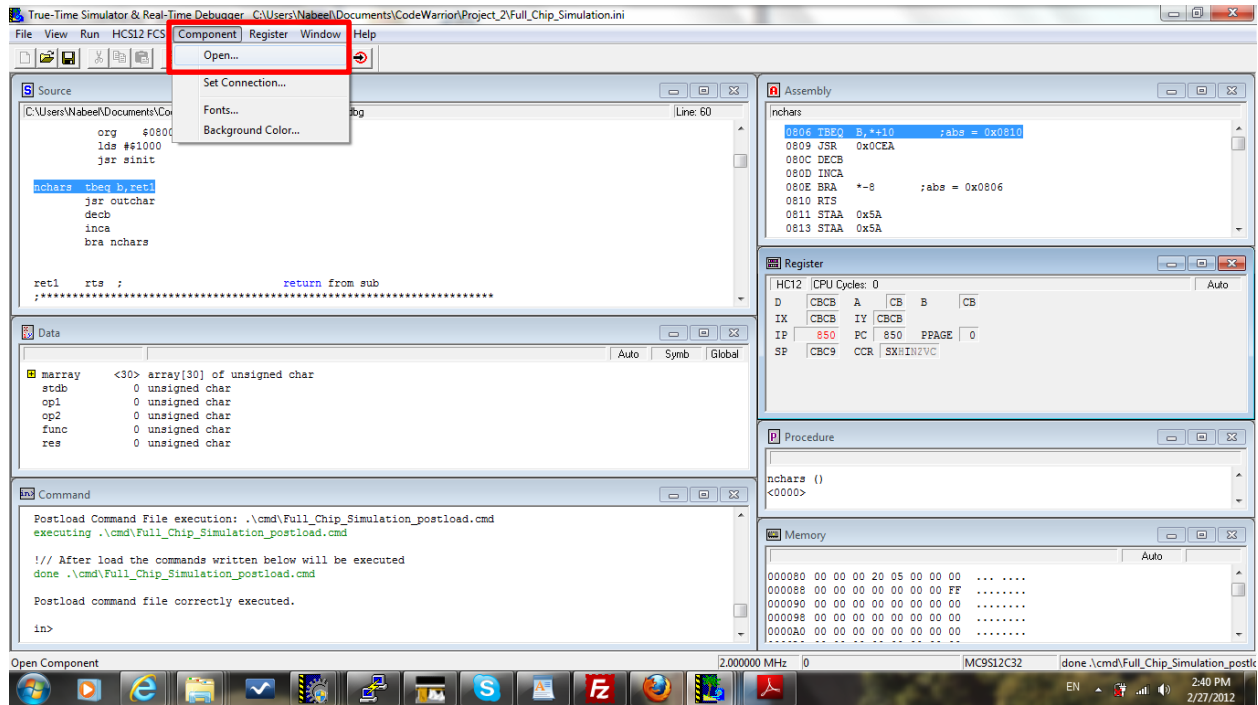 True-Time Simulator & Real-Time Debugger C:\Users\Nabeel\Documents\CodeWarrior\Project_2\Full_Chip_Simulation.ini
File View Run HCS12 FCS Component Register Window Help
Open...
Set Connection...
Fonts...
Background Color...
Source
C:\Users\Nabeel\Documents\Co
dbg
Line: 60
org $0800
lds #$1000
jsr sinit
nchars tbeq b,ret1
jsr outchar
decb
inca
bra nchars
ret1 rts ; return from sub
;**********************************************************************
Assembly
nchars
0806 TBEQ B,*+10 ;abs = 0x0810
0809 JSR 0x0CEA
080C DECB
080D INCA
080E BRA *-8 ;abs = 0x0806
0810 RTS
0811 STAA 0x5A
0813 STAA 0x5A
Register
HC12 CPU Cycles: 0 Auto
D CBCB A CB B CB
IX CBCB IY CBCB
IP 850 PC 850 PPAGE 0
SP CBC9 CCR SXHINZVC
Data
Auto Symb Global
marray <30> array[30] of unsigned char
stdb 0 unsigned char
op1 0 unsigned char
op2 0 unsigned char
func 0 unsigned char
res 0 unsigned char
Procedure
nchars ()
<0000>
Command
Postload Command File execution: .\cmd\Full_Chip_Simulation_postload.cmd
executing .\cmd\Full_Chip_Simulation_postload.cmd
!// After load the commands written below will be executed
done .\cmd\Full_Chip_Simulation_postload.cmd
Postload command file correctly executed.
in>
Memory
Auto
000080 00 00 00 20 05 00 00 00 ... ....
000088 00 00 00 00 00 00 00 FF ........
000090 00 00 00 00 00 00 00 00 ........
000098 00 00 00 00 00 00 00 00 ........
0000A0 00 00 00 00 00 00 00 00 ........
Open Component
2.000000 MHz 0 MC9S12C32 done .\cmd\Full_Chip_Simulation_postlo
EN
2:40 PM
2/27/2012